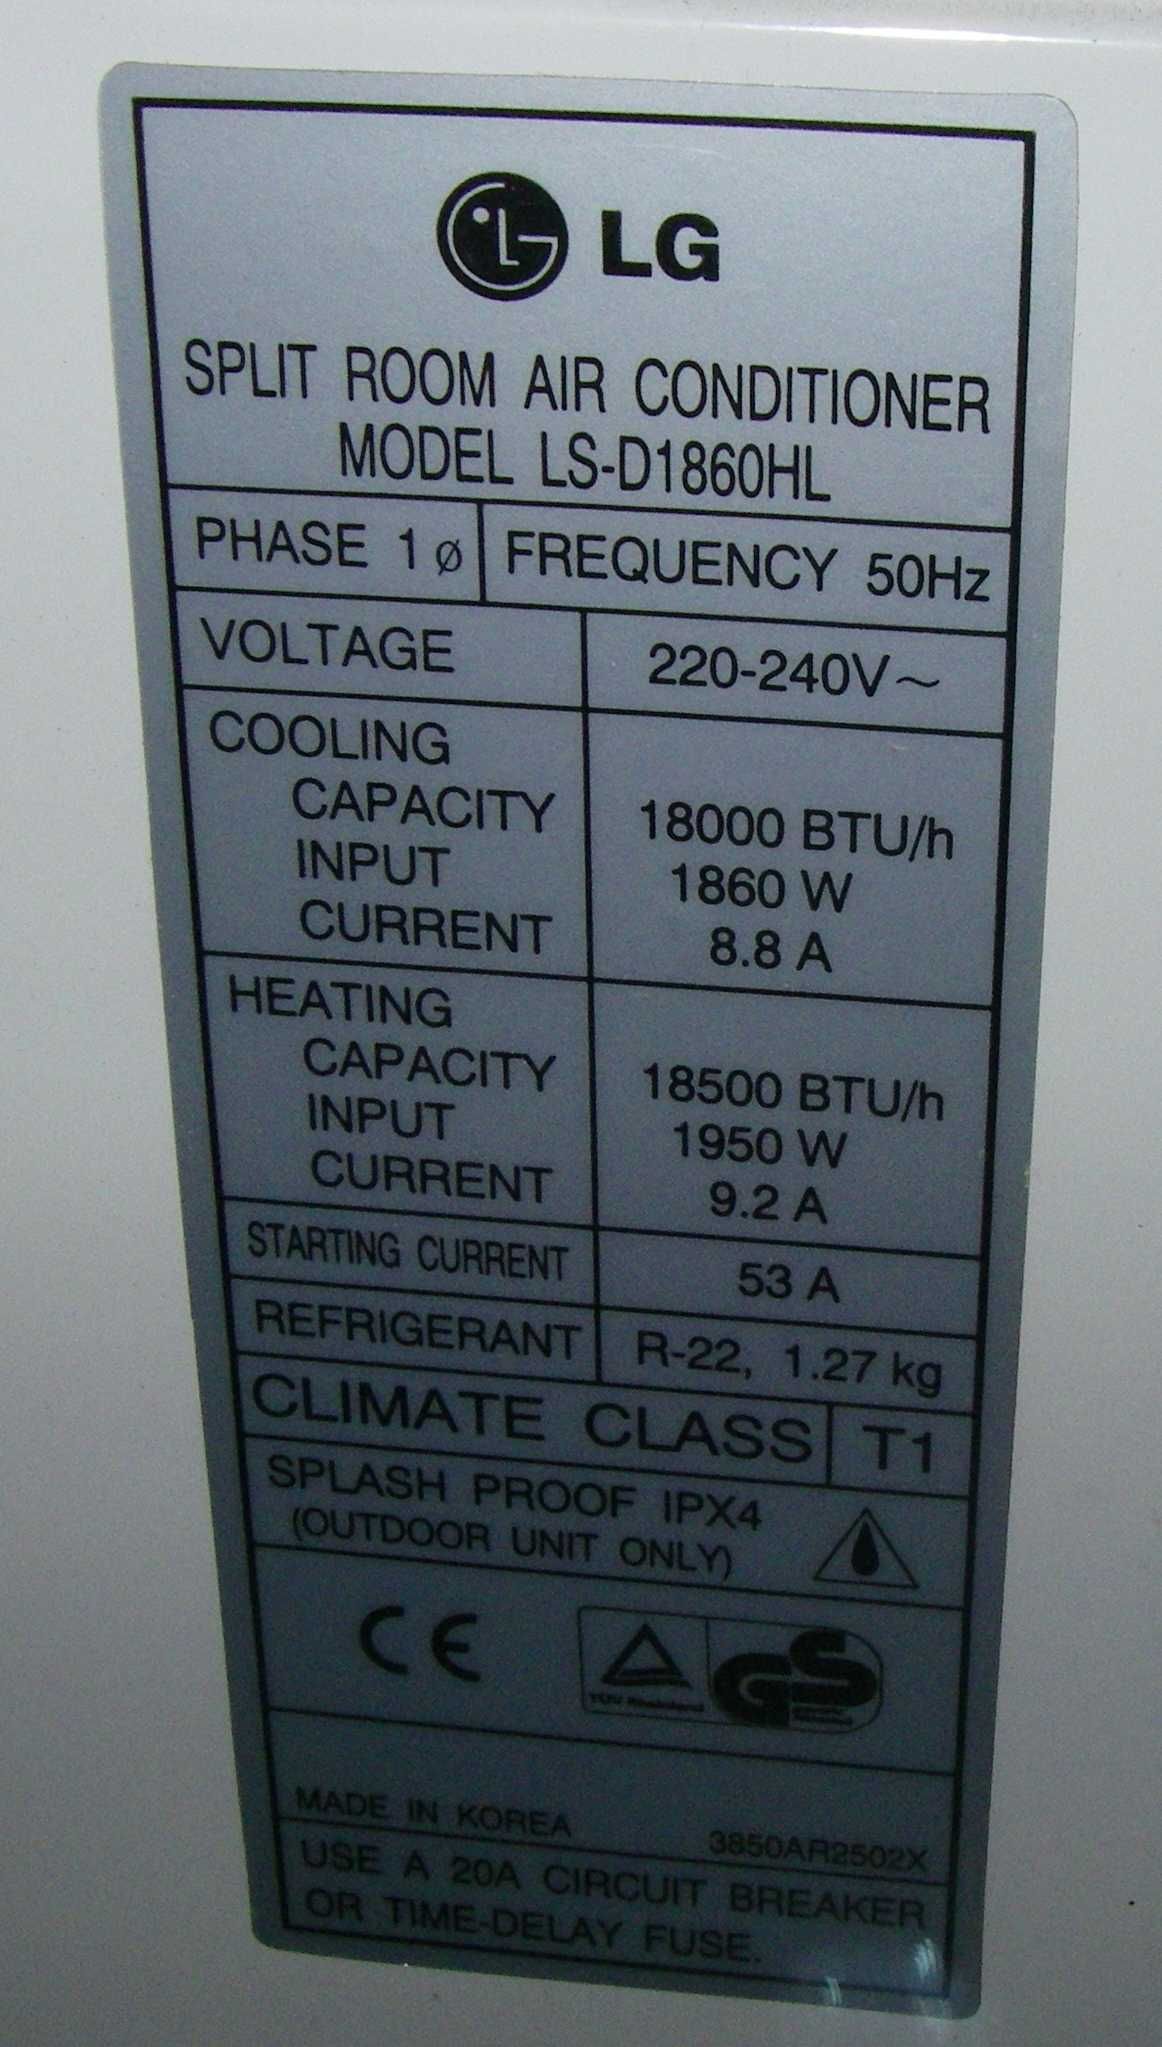 LG
SPLIT ROOM AIR CONDITIONER
MODEL LS-D1860HL
PHASE 1ø FREQUENCY 50Hz
VOLTAGE 220-240V~
COOLING
CAPACITY 18000 BTU/h
INPUT 1860 W
CURRENT 8.8 A
HEATING
CAPACITY 18500 BTU/h
INPUT 1950 W
CURRENT 9.2 A
STARTING CURRENT 53 A
REFRIGERANT R-22, 1.27 kg
CLIMATE CLASS T1
SPLASH PROOF IPX4
(OUTDOOR UNIT ONLY)
CE
TÜV Rheinland GS
MADE IN KOREA 3850AR2502X
USE A 20A CIRCUIT BREAKER
OR TIME-DELAY FUSE.